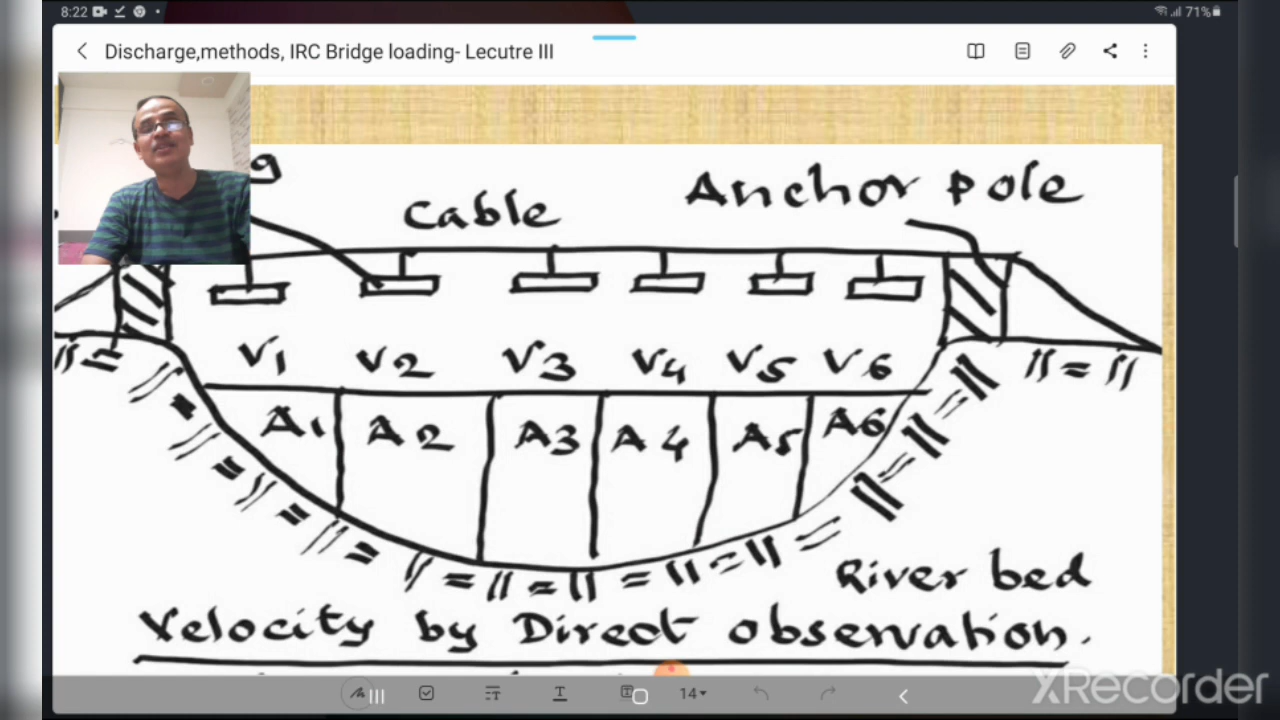 8:22
71%
Discharge,methods, IRC Bridge loading- Lecutre III
Cable
Anchor pole
V1 V2 V3 V4 V5 V6
A1 A2 A3 A4 A5 A6
River bed
Velocity by Direct observation.
14
XRecorder